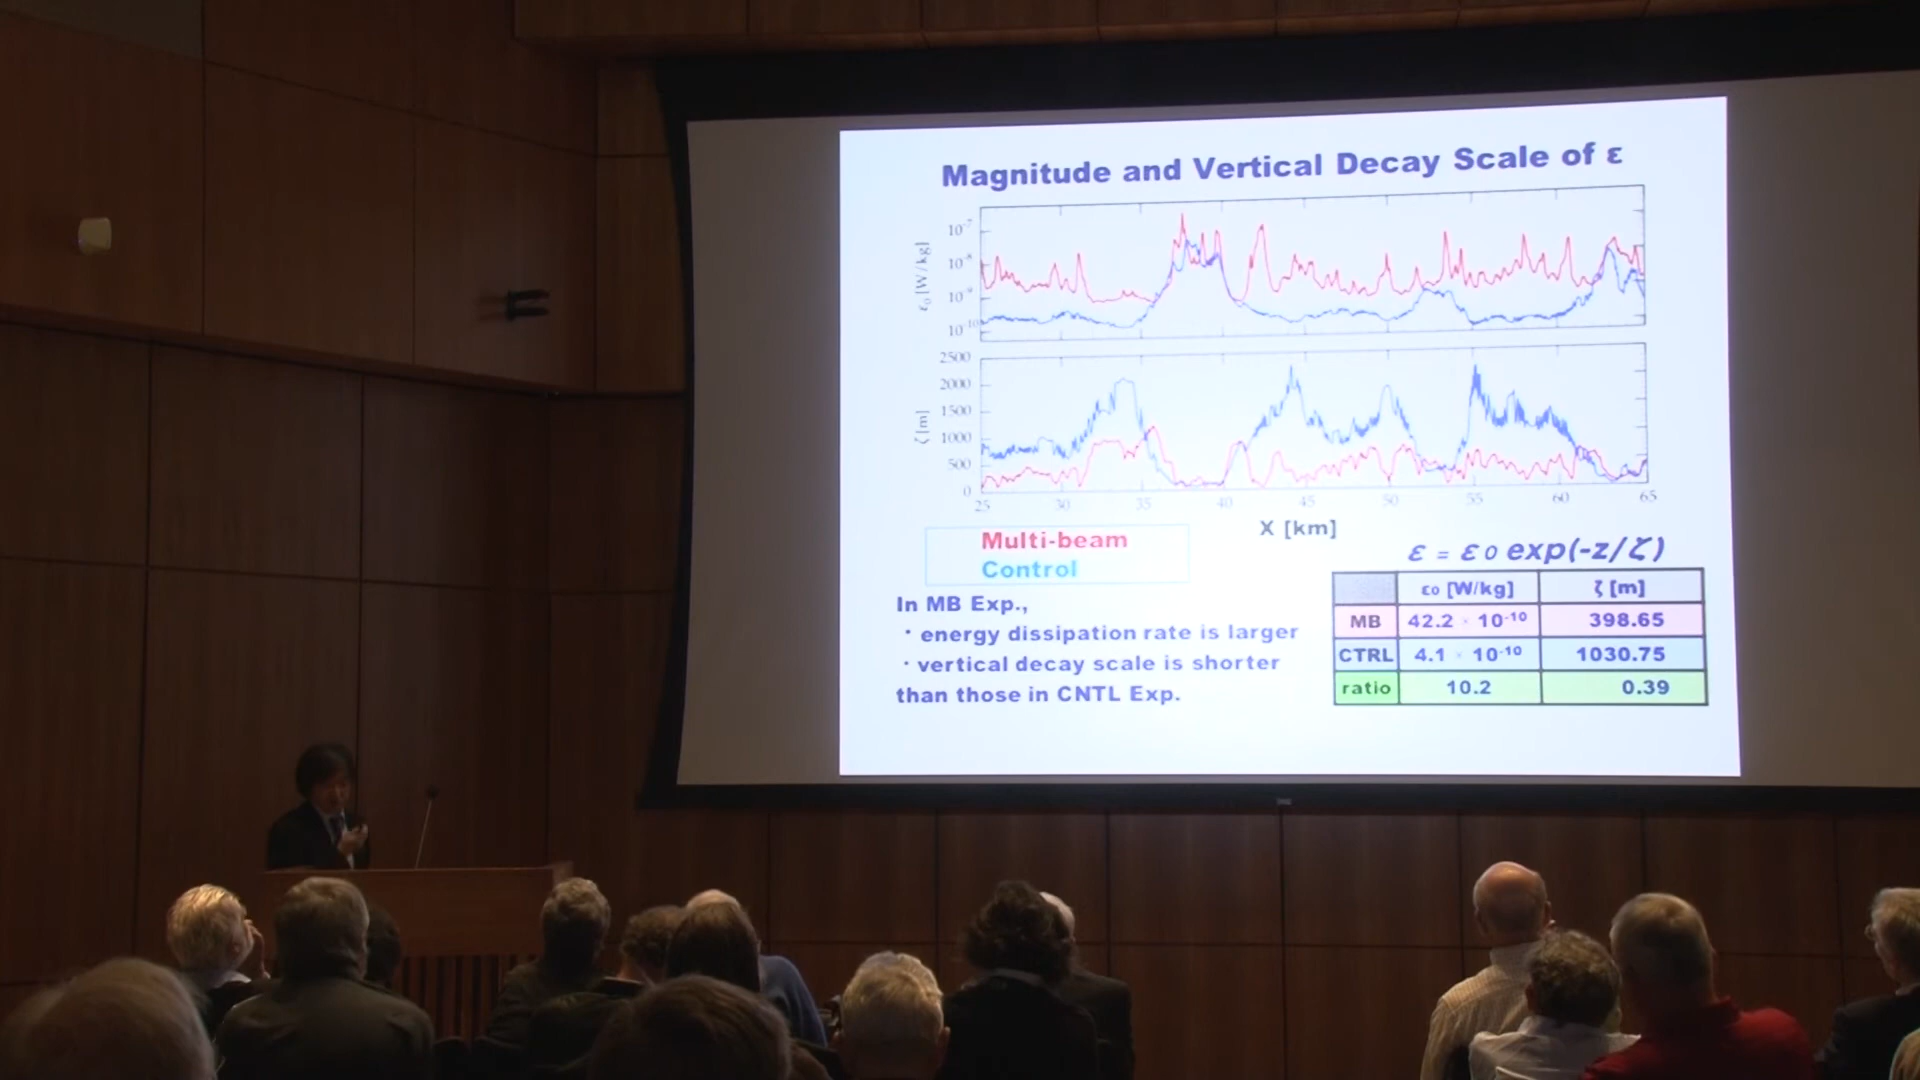 Magnitude and Vertical Decay Scale of ε
ε₀ [W/kg]
10⁻⁷
10⁻⁸
10⁻⁹
10⁻¹⁰
ζ [m]
2500
2000
1500
1000
500
0
25 30 35 40 45 50 55 60 65
X [km]
Multi-beam
Control
In MB Exp.,
・energy dissipation rate is larger
・vertical decay scale is shorter
than those in CNTL Exp.
ε = ε0 exp(-z/ζ)
ε0 [W/kg] ζ [m]
MB 42.2 · 10⁻¹⁰ 398.65
CTRL 4.1 · 10⁻¹⁰ 1030.75
ratio 10.2 0.39